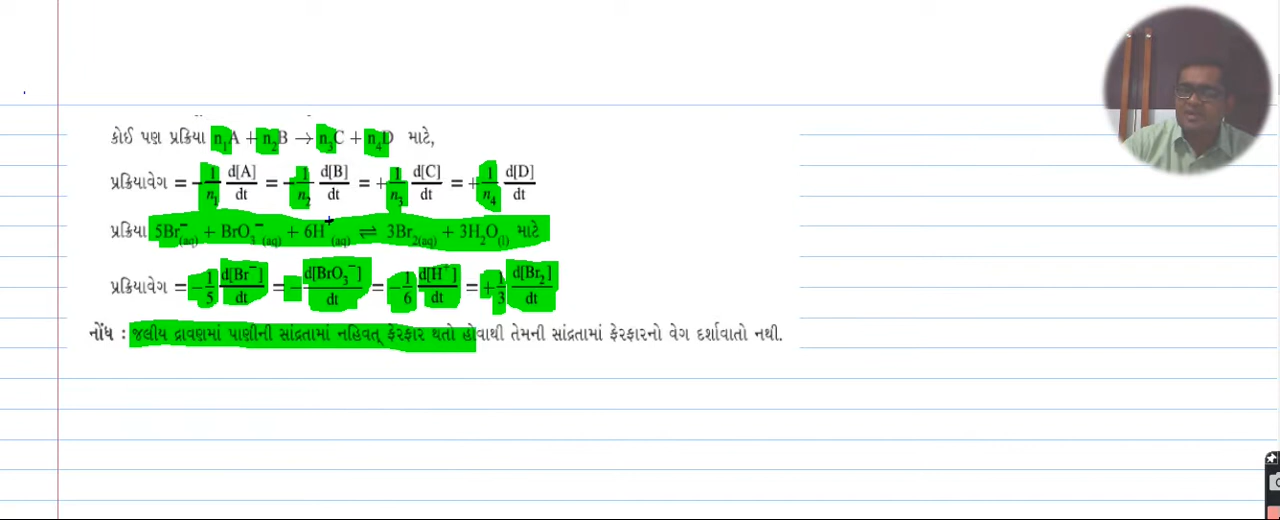 કોઈ પણ પ્રક્રિયા n₁A + n₂B → n₃C + n₄D માટે,
પ્રક્રિયાવેગ = −1/n₁ d[A]/dt = −1/n₂ d[B]/dt = +1/n₃ d[C]/dt = +1/n₄ d[D]/dt
પ્રક્રિયા 5Br⁻(aq) + BrO₃⁻(aq) + 6H⁺(aq) ⇌ 3Br₂(aq) + 3H₂O(l) માટે
પ્રક્રિયાવેગ = −1/5 d[Br⁻]/dt = − d[BrO₃⁻]/dt = −1/6 d[H⁺]/dt = +1/3 d[Br₂]/dt
નોંધ : જલીય દ્રાવણમાં પાણીની સાંદ્રતામાં નહિવત્ ફેરફાર થતો હોવાથી તેમની સાંદ્રતામાં ફેરફારનો વેગ દર્શાવાતો નથી.